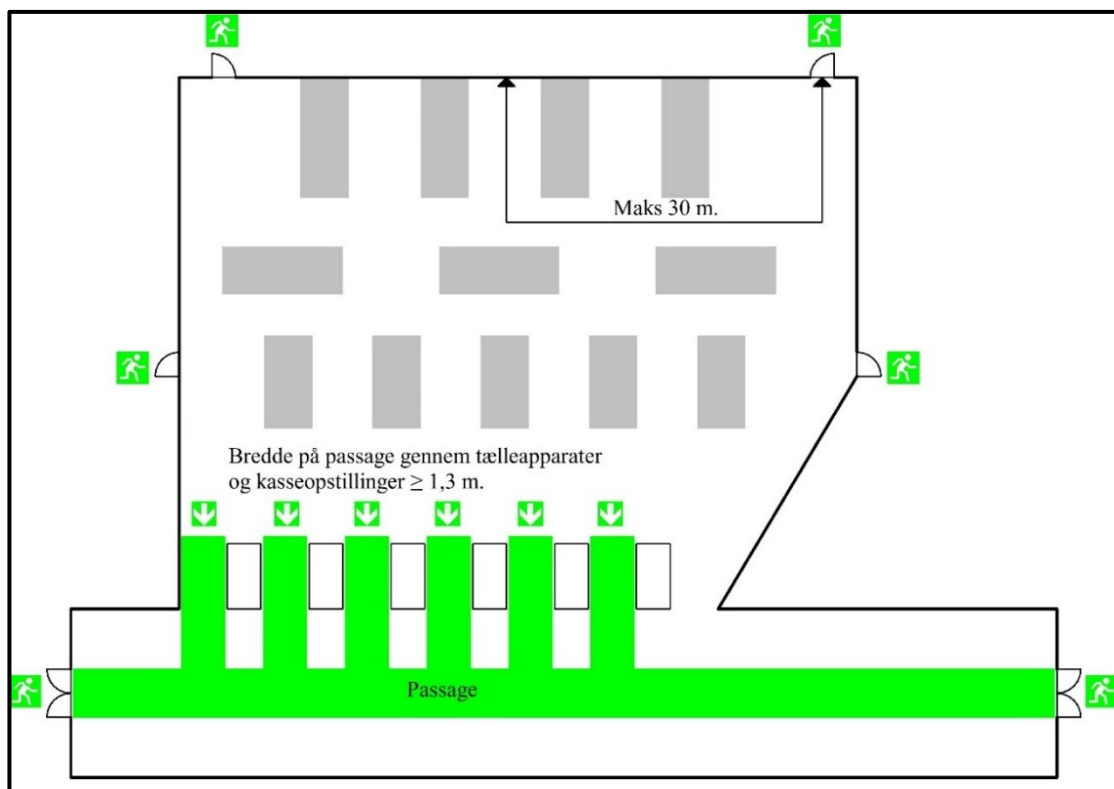 Maks 30 m.
Bredde på passage gennem tælleapparater
og kasseopstillinger ≥ 1,3 m.
Passage